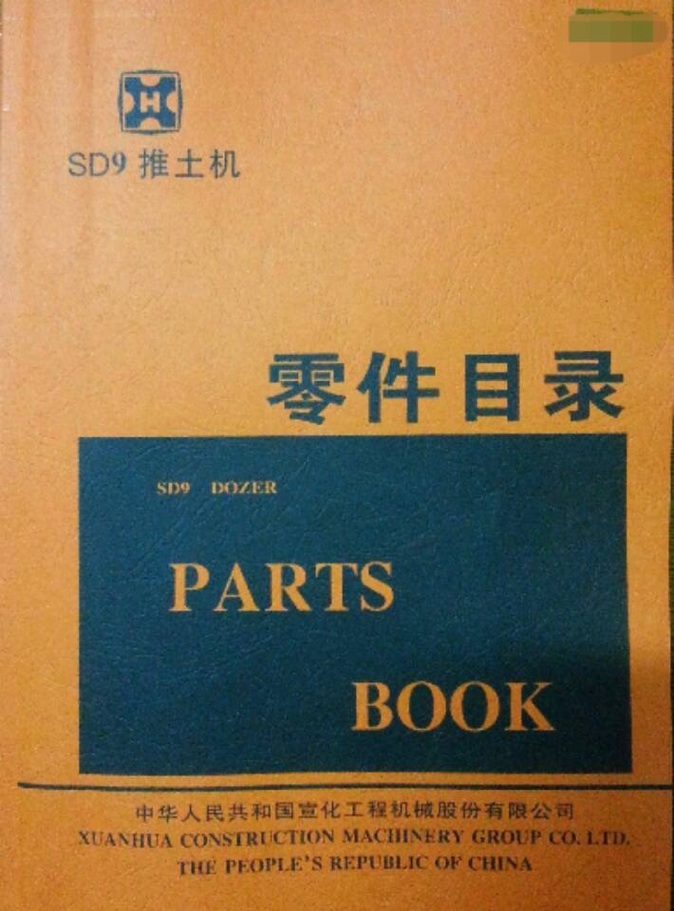 H
SD9 推土机
零件目录
SD9 DOZER
PARTS
BOOK
中华人民共和国宣化工程机械股份有限公司
XUANHUA CONSTRUCTION MACHINERY GROUP CO. LTD.
THE PEOPLE'S REPUBLIC OF CHINA